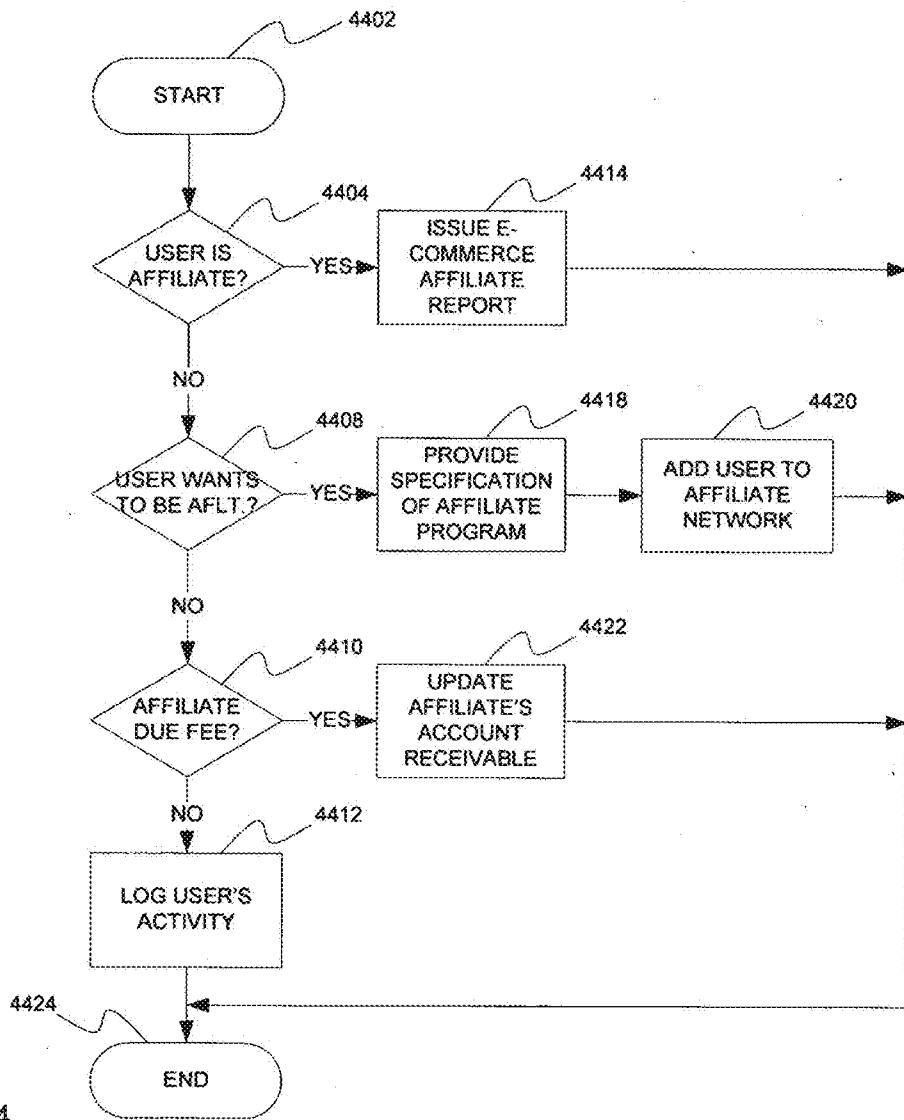 4402
START
4404
USER IS
AFFILIATE?
YES
4414
ISSUE E-
COMMERCE
AFFILIATE
REPORT
NO
4408
USER WANTS
TO BE AFLT.?
YES
4418
PROVIDE
SPECIFICATION
OF AFFILIATE
PROGRAM
4420
ADD USER TO
AFFILIATE
NETWORK
NO
4410
AFFILIATE
DUE FEE?
YES
4422
UPDATE
AFFILIATE'S
ACCOUNT
RECEIVABLE
NO
4412
LOG USER'S
ACTIVITY
4424
END